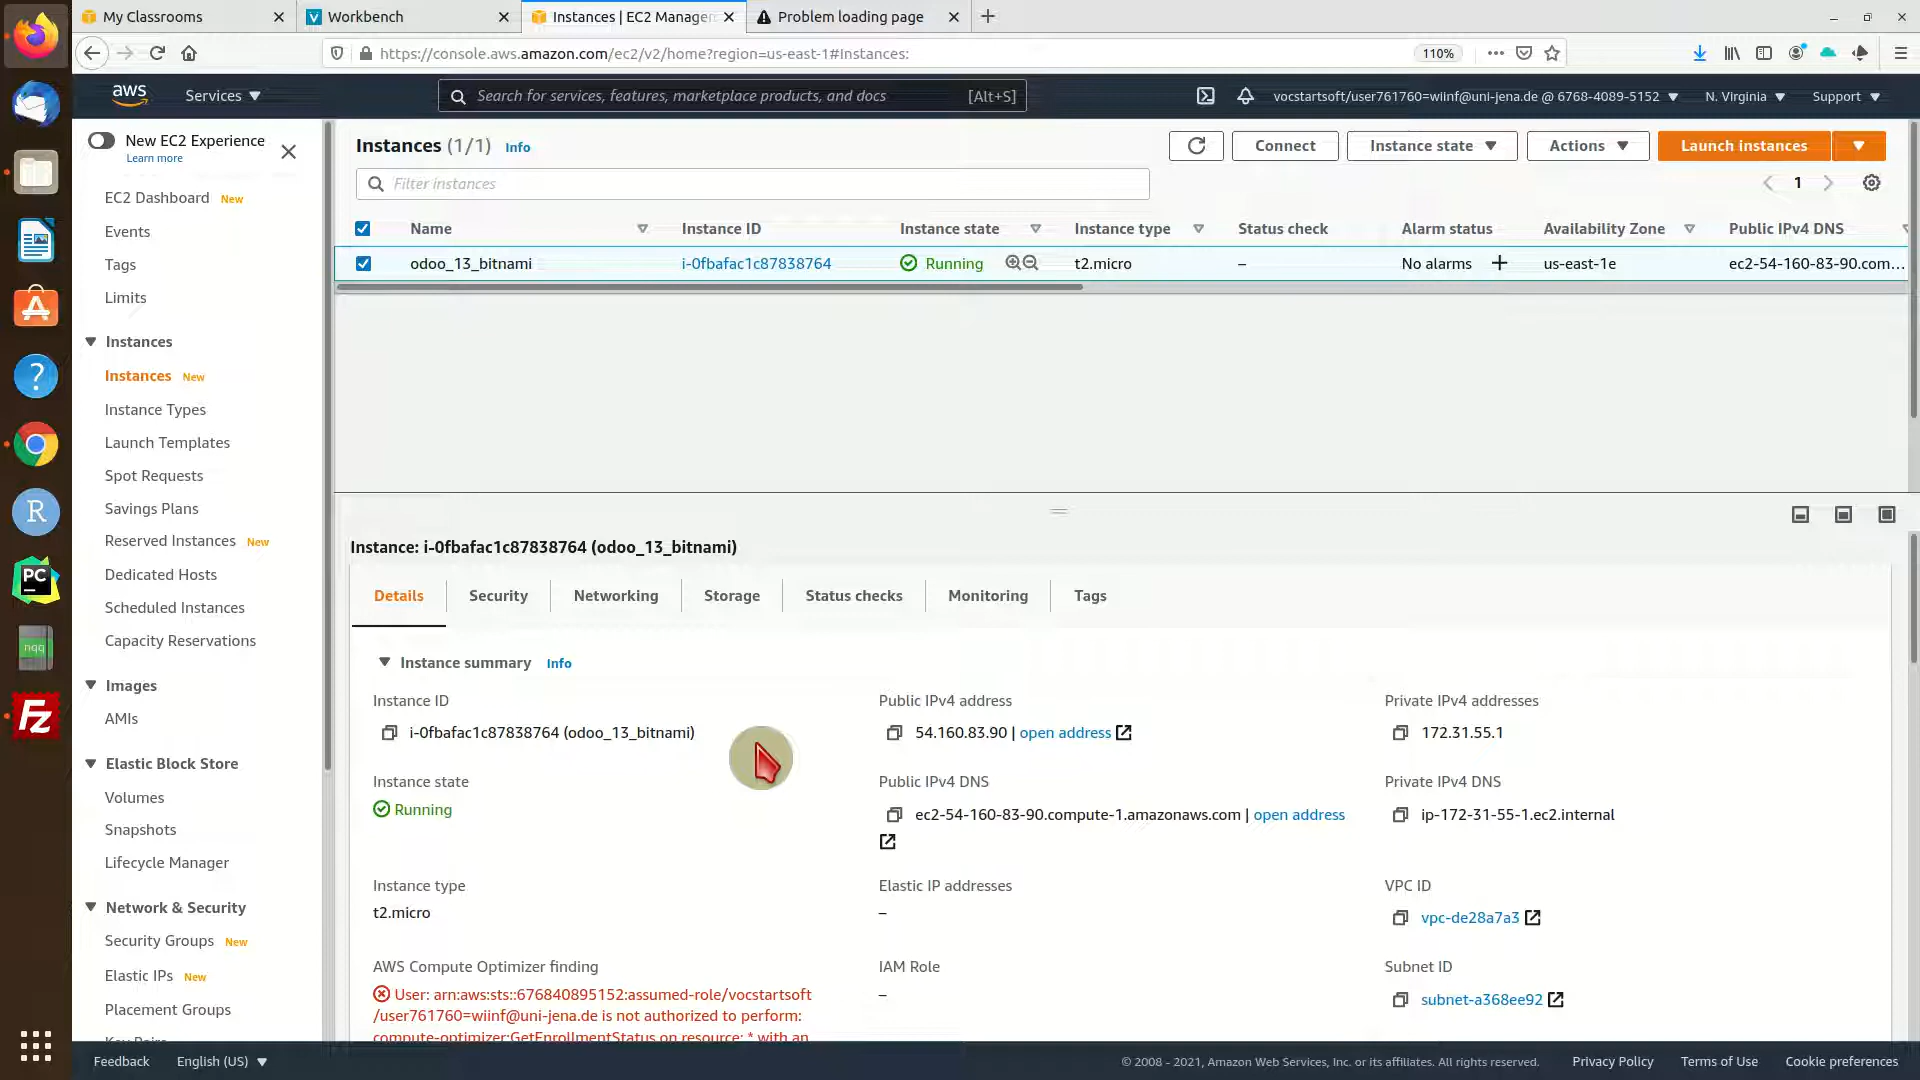 My Classrooms
Workbench
Instances | EC2 Manager
Problem loading page
https://console.aws.amazon.com/ec2/v2/home?region=us-east-1#Instances:
110%
aws
Services
Search for services, features, marketplace products, and docs
[Alt+S]
vocstartsoft/user761760=wiinf@uni-jena.de @ 6768-4089-5152
N. Virginia
Support
New EC2 Experience
Learn more
EC2 Dashboard New
Events
Tags
Limits
Instances
Instances New
Instance Types
Launch Templates
Spot Requests
Savings Plans
Reserved Instances New
Dedicated Hosts
Scheduled Instances
Capacity Reservations
Images
AMIs
Elastic Block Store
Volumes
Snapshots
Lifecycle Manager
Network & Security
Security Groups New
Elastic IPs New
Placement Groups
Instances (1/1) Info
Connect
Instance state
Actions
Launch instances
Filter instances
1
Name
Instance ID
Instance state
Instance type
Status check
Alarm status
Availability Zone
Public IPv4 DNS
odoo_13_bitnami
i-0fbafac1c87838764
Running
t2.micro
–
No alarms
us-east-1e
ec2-54-160-83-90.com...
Instance: i-0fbafac1c87838764 (odoo_13_bitnami)
Details
Security
Networking
Storage
Status checks
Monitoring
Tags
Instance summary Info
Instance ID
i-0fbafac1c87838764 (odoo_13_bitnami)
Public IPv4 address
54.160.83.90 | open address
Private IPv4 addresses
172.31.55.1
Instance state
Running
Public IPv4 DNS
ec2-54-160-83-90.compute-1.amazonaws.com | open address
Private IPv4 DNS
ip-172-31-55-1.ec2.internal
Instance type
t2.micro
Elastic IP addresses
–
VPC ID
vpc-de28a7a3
AWS Compute Optimizer finding
User: arn:aws:sts::676840895152:assumed-role/vocstartsoft
/user761760=wiinf@uni-jena.de is not authorized to perform:
compute-optimizer:GetEnrollmentStatus on resource: * with an
IAM Role
–
Subnet ID
subnet-a368ee92
R
PC
nqq
Fz
Feedback
English (US)
© 2008 - 2021, Amazon Web Services, Inc. or its affiliates. All rights reserved.
Privacy Policy
Terms of Use
Cookie preferences